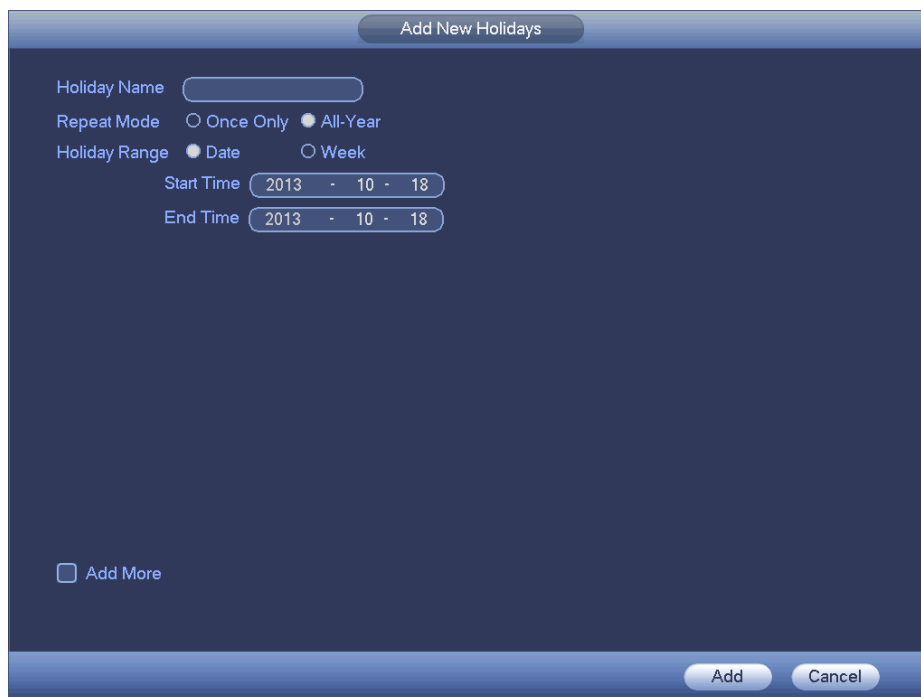 Add New Holidays
Holiday Name
Repeat Mode Once Only All-Year
Holiday Range Date Week
Start Time 2013 - 10 - 18
End Time 2013 - 10 - 18
Add More
Add Cancel